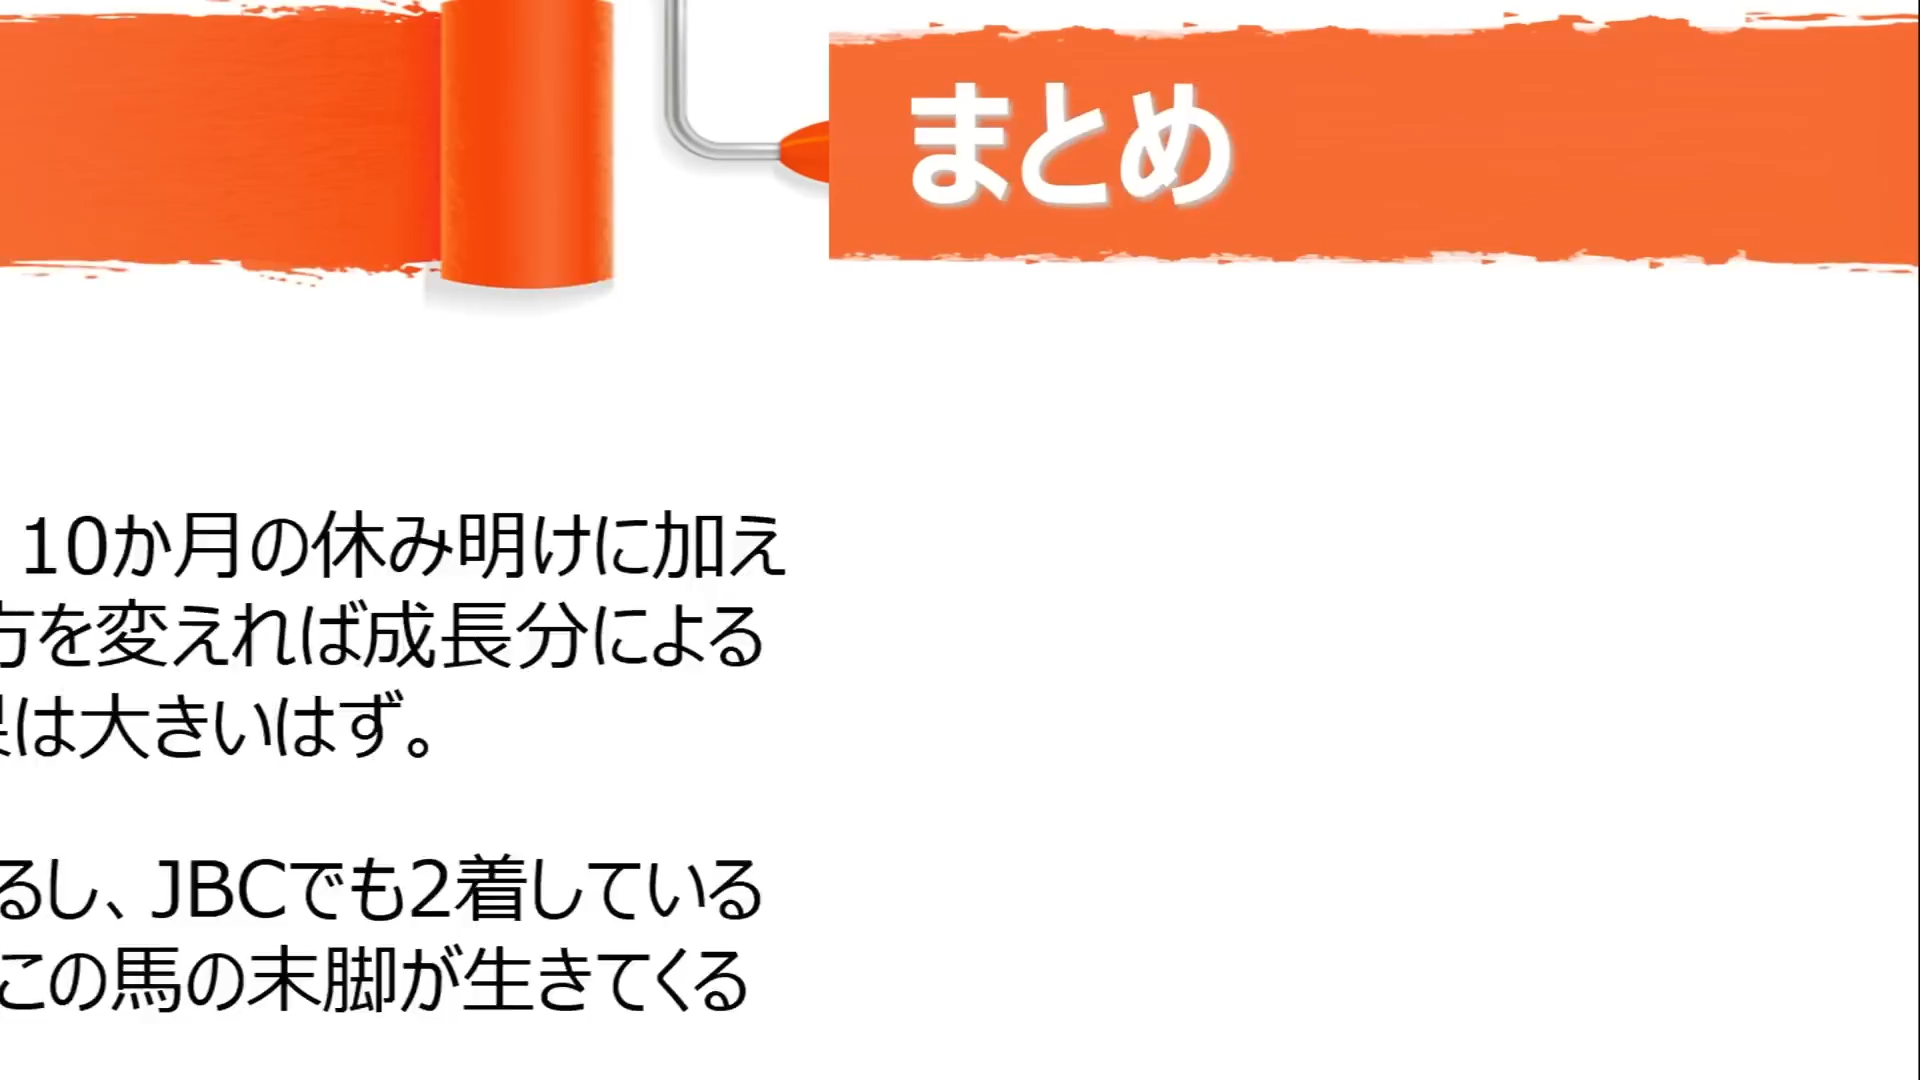 まとめ
10か月の休み明けに加え
方を変えれば成長分による
は大きいはず。
るし、JBCでも2着している
この馬の末脚が生きてくる